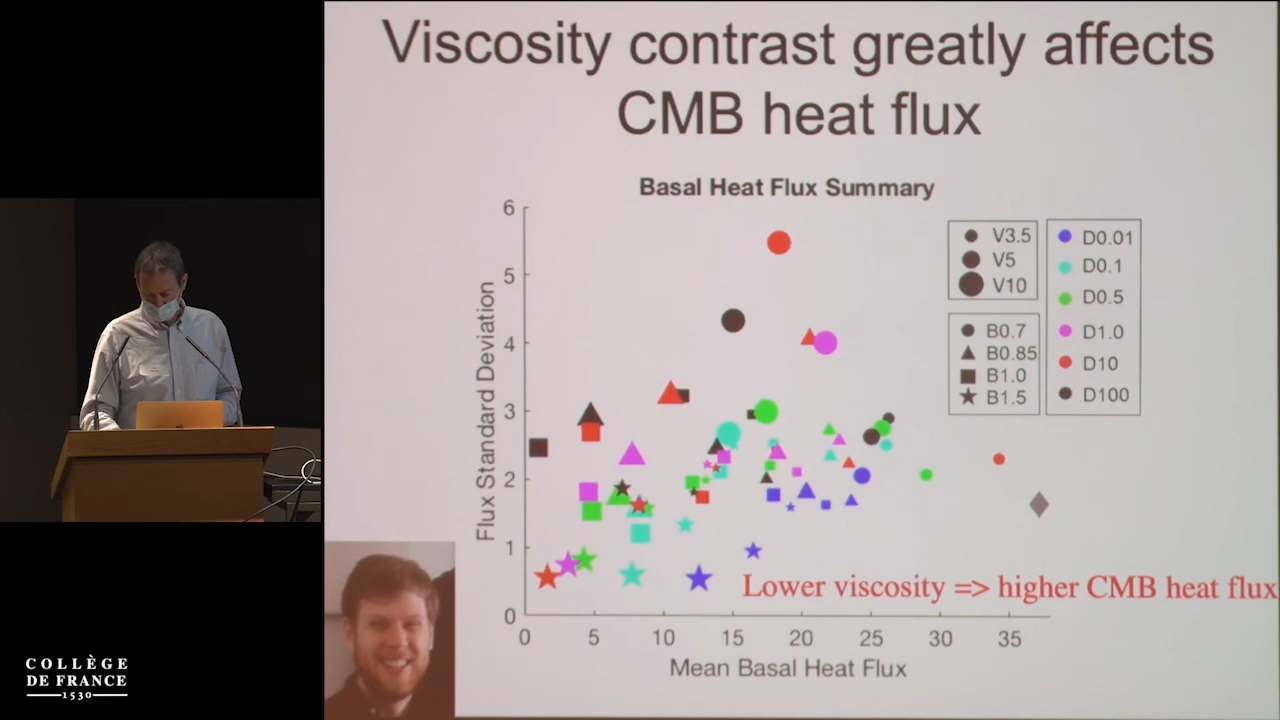 Viscosity contrast greatly affects
CMB heat flux
Basal Heat Flux Summary
6
5
4
3
2
1
0
Flux Standard Deviation
0 5 10 15 20 25 30 35
Mean Basal Heat Flux
V3.5
V5
V10
B0.7
B0.85
B1.0
B1.5
D0.01
D0.1
D0.5
D1.0
D10
D100
Lower viscosity => higher CMB heat flux
COLLÈGE
DE FRANCE
1530